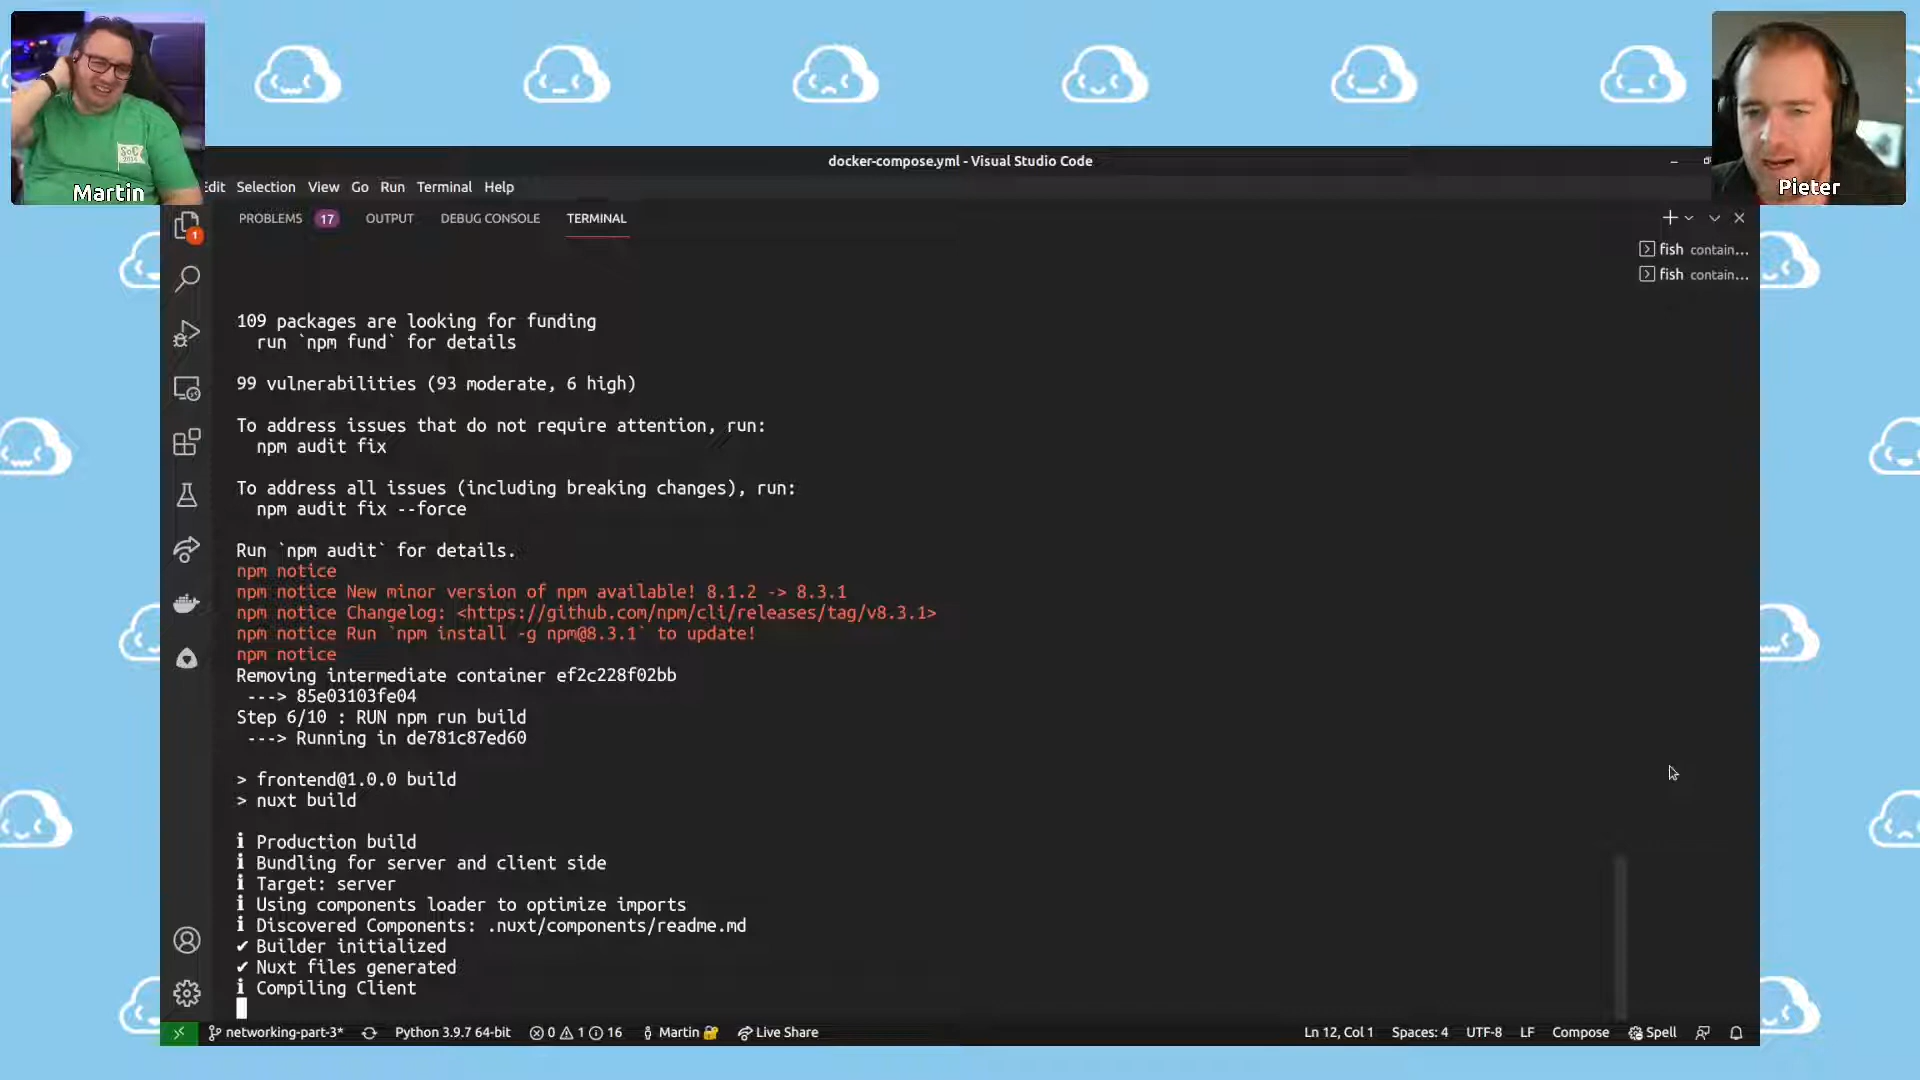 SoC
Martin
Pieter
docker-compose.yml - Visual Studio Code
Edit Selection View Go Run Terminal Help
PROBLEMS 17 OUTPUT DEBUG CONSOLE TERMINAL
1
fish contain...
fish contain...
109 packages are looking for funding
run `npm fund` for details
99 vulnerabilities (93 moderate, 6 high)
To address issues that do not require attention, run:
npm audit fix
To address all issues (including breaking changes), run:
npm audit fix --force
Run `npm audit` for details.
npm notice
npm notice New minor version of npm available! 8.1.2 -> 8.3.1
npm notice Changelog: <https://github.com/npm/cli/releases/tag/v8.3.1>
npm notice Run `npm install -g npm@8.3.1` to update!
npm notice
Removing intermediate container ef2c228f02bb
---> 85e03103fe04
Step 6/10 : RUN npm run build
---> Running in de781c87ed60
> frontend@1.0.0 build
> nuxt build
ℹ Production build
ℹ Bundling for server and client side
ℹ Target: server
ℹ Using components loader to optimize imports
ℹ Discovered Components: .nuxt/components/readme.md
✔ Builder initialized
✔ Nuxt files generated
ℹ Compiling Client
networking-part-3* Python 3.9.7 64-bit 0 1 16 Martin 🔐 Live Share Ln 12, Col 1 Spaces: 4 UTF-8 LF Compose Spell